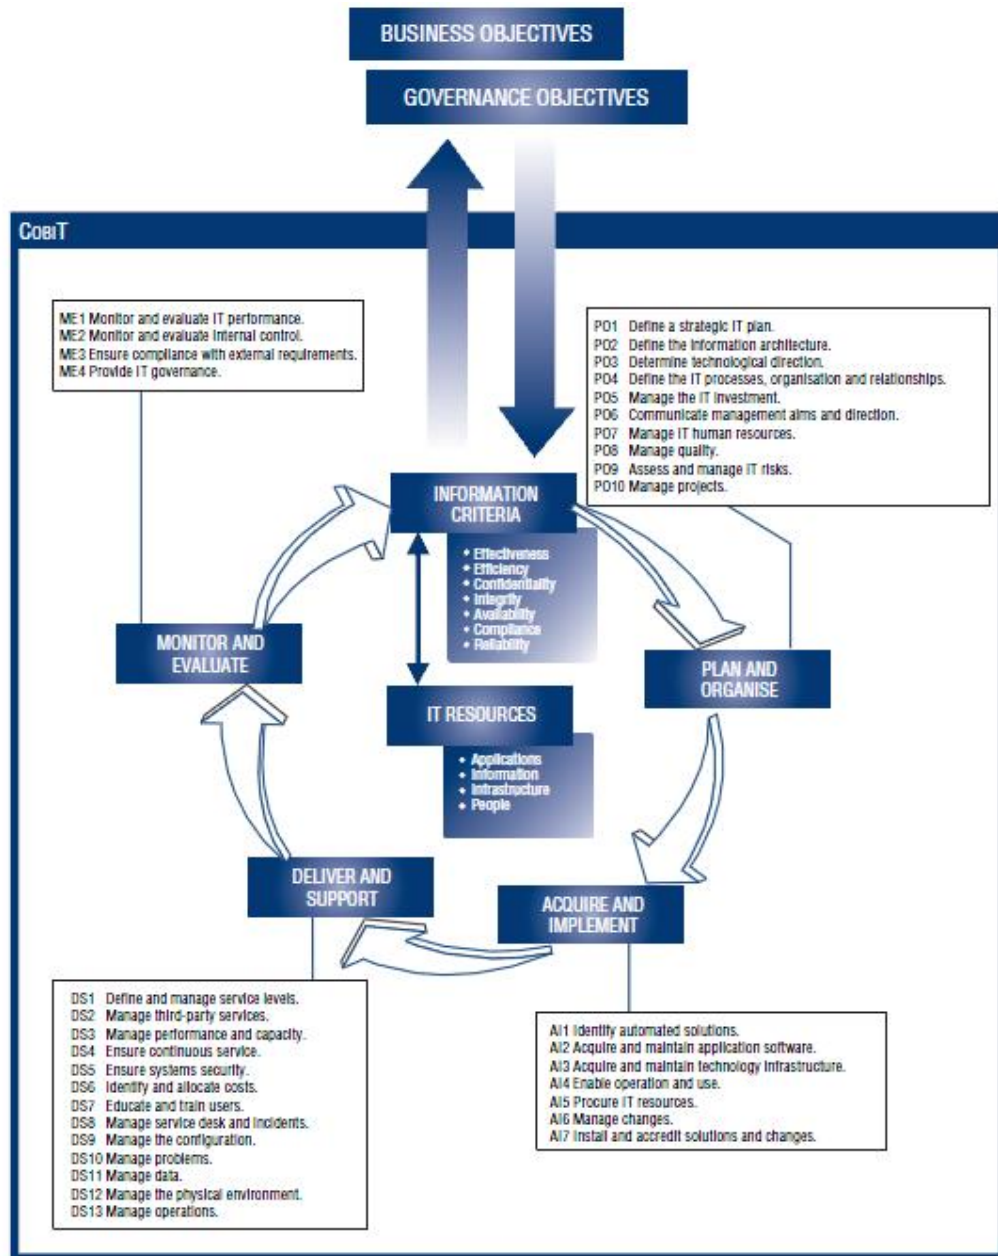 BUSINESS OBJECTIVES
GOVERNANCE OBJECTIVES
COBIT
ME1 Monitor and evaluate IT performance.
ME2 Monitor and evaluate internal control.
ME3 Ensure compliance with external requirements.
ME4 Provide IT governance.
PO1 Define a strategic IT plan.
PO2 Define the information architecture.
PO3 Determine technological direction.
PO4 Define the IT processes, organisation and relationships.
PO5 Manage the IT investment.
PO6 Communicate management aims and direction.
PO7 Manage IT human resources.
PO8 Manage quality.
PO9 Assess and manage IT risks.
PO10 Manage projects.
INFORMATION
CRITERIA
• Effectiveness
• Efficiency
• Confidentiality
• Integrity
• Availability
• Compliance
• Reliability
MONITOR AND
EVALUATE
PLAN AND
ORGANISE
IT RESOURCES
• Applications
• Information
• Infrastructure
• People
DELIVER AND
SUPPORT
ACQUIRE AND
IMPLEMENT
DS1 Define and manage service levels.
DS2 Manage third-party services.
DS3 Manage performance and capacity.
DS4 Ensure continuous service.
DS5 Ensure systems security.
DS6 Identify and allocate costs.
DS7 Educate and train users.
DS8 Manage service desk and incidents.
DS9 Manage the configuration.
DS10 Manage problems.
DS11 Manage data.
DS12 Manage the physical environment.
DS13 Manage operations.
AI1 Identify automated solutions.
AI2 Acquire and maintain application software.
AI3 Acquire and maintain technology infrastructure.
AI4 Enable operation and use.
AI5 Procure IT resources.
AI6 Manage changes.
AI7 Install and accredit solutions and changes.